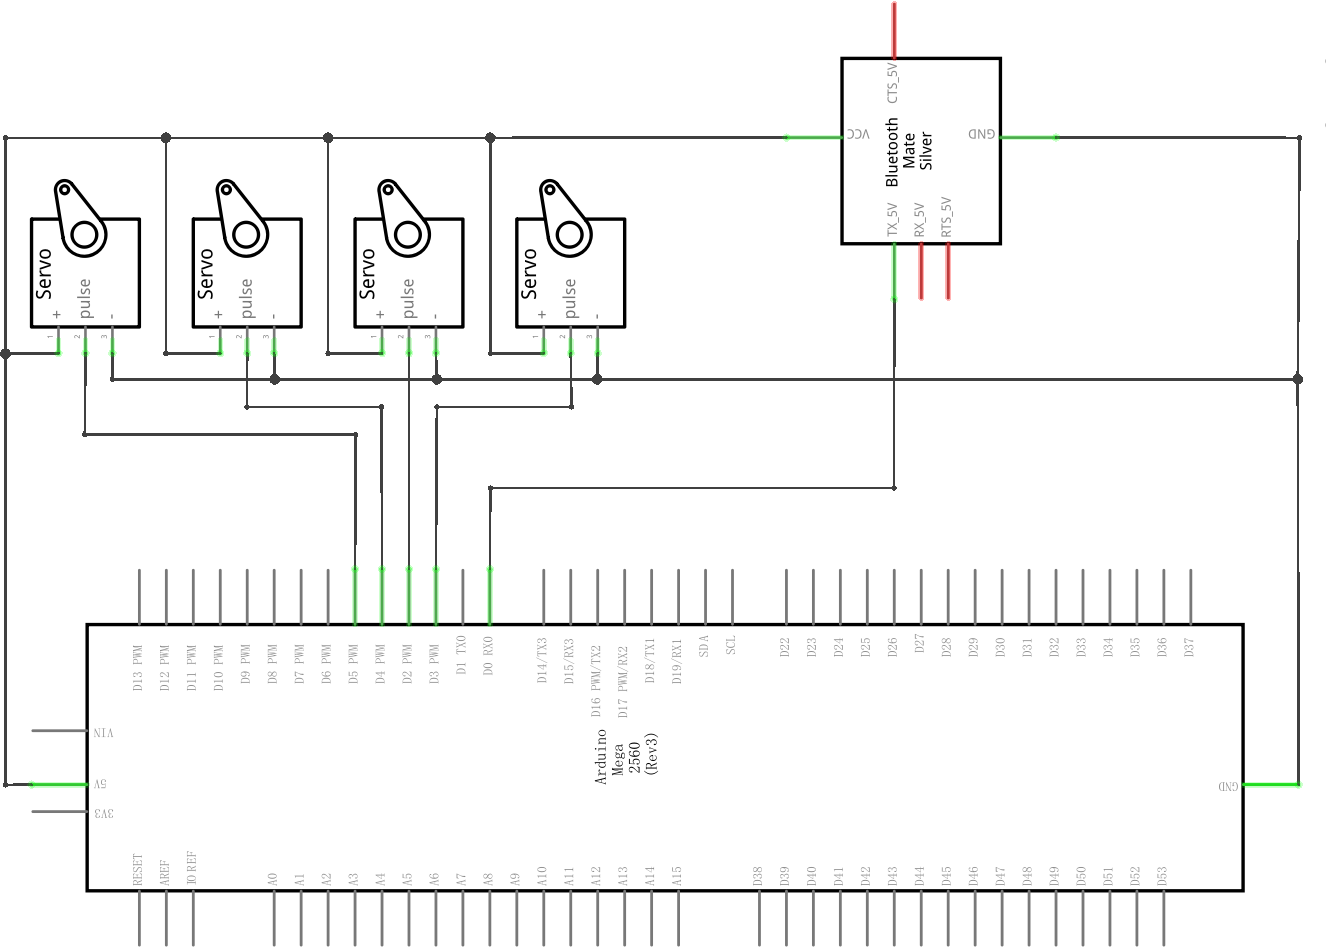 CTS_5V
VCC
GND
Bluetooth
Mate
Silver
TX_5V
RX_5V
RTS_5V
Servo
+
pulse
-
1
2
3
Servo
+
pulse
-
1
2
3
Servo
+
pulse
-
1
2
3
Servo
+
pulse
-
1
2
3
D13 PWM
D12 PWM
D11 PWM
D10 PWM
D9 PWM
D8 PWM
D7 PWM
D6 PWM
D5 PWM
D4 PWM
D2 PWM
D3 PWM
D1 TX0
D0 RX0
D14/TX3
D15/RX3
D16 PWM/TX2
D17 PWM/RX2
D18/TX1
D19/RX1
SDA
SCL
D22
D23
D24
D25
D26
D27
D28
D29
D30
D31
D32
D33
D34
D35
D36
D37
VIN
5V
3V3
Arduino
Mega
2560
(Rev3)
GND
RESET
AREF
IOREF
A0
A1
A2
A3
A4
A5
A6
A7
A8
A9
A10
A11
A12
A13
A14
A15
D38
D39
D40
D41
D42
D43
D44
D45
D46
D47
D48
D49
D50
D51
D52
D53